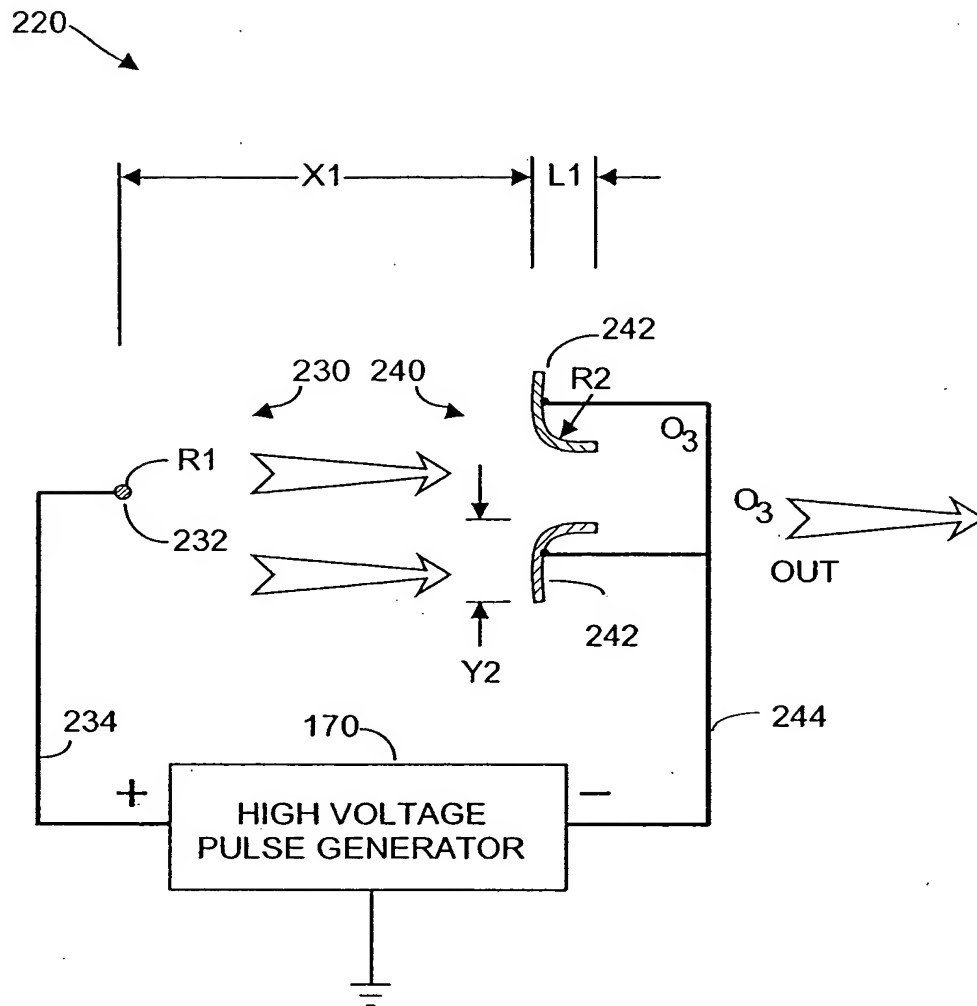 220
X1
L1
242
230
240
R2
O3
R1
232
O3
OUT
242
Y2
234
170
244
+
−
HIGH VOLTAGE
PULSE GENERATOR